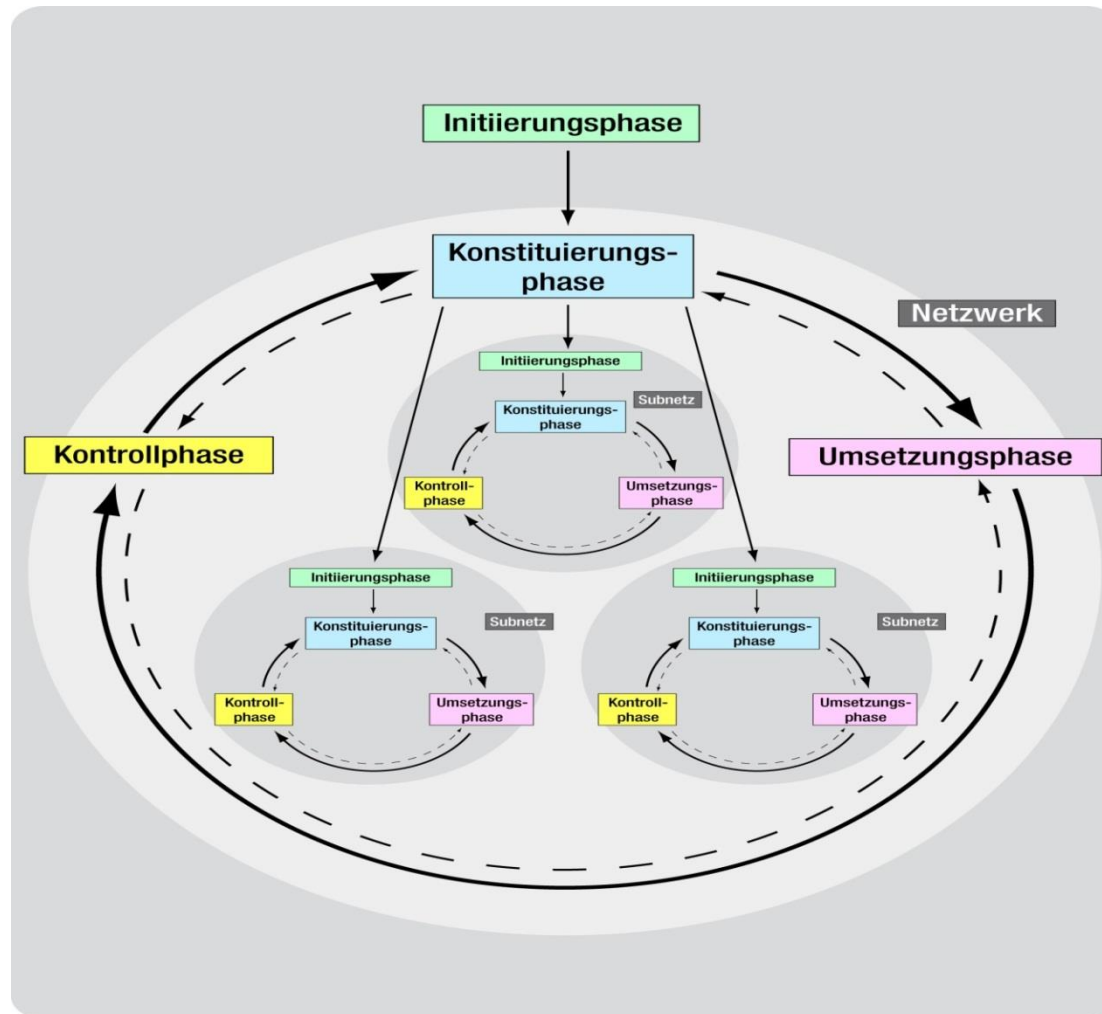 Initiierungsphase
Konstituierungs-
phase
Netzwerk
Kontrollphase
Umsetzungsphase
Initiierungsphase
Subnetz
Konstituierungs-
phase
Kontroll-
phase
Umsetzungs-
phase
Initiierungsphase
Subnetz
Konstituierungs-
phase
Kontroll-
phase
Umsetzungs-
phase
Initiierungsphase
Subnetz
Konstituierungs-
phase
Kontroll-
phase
Umsetzungs-
phase